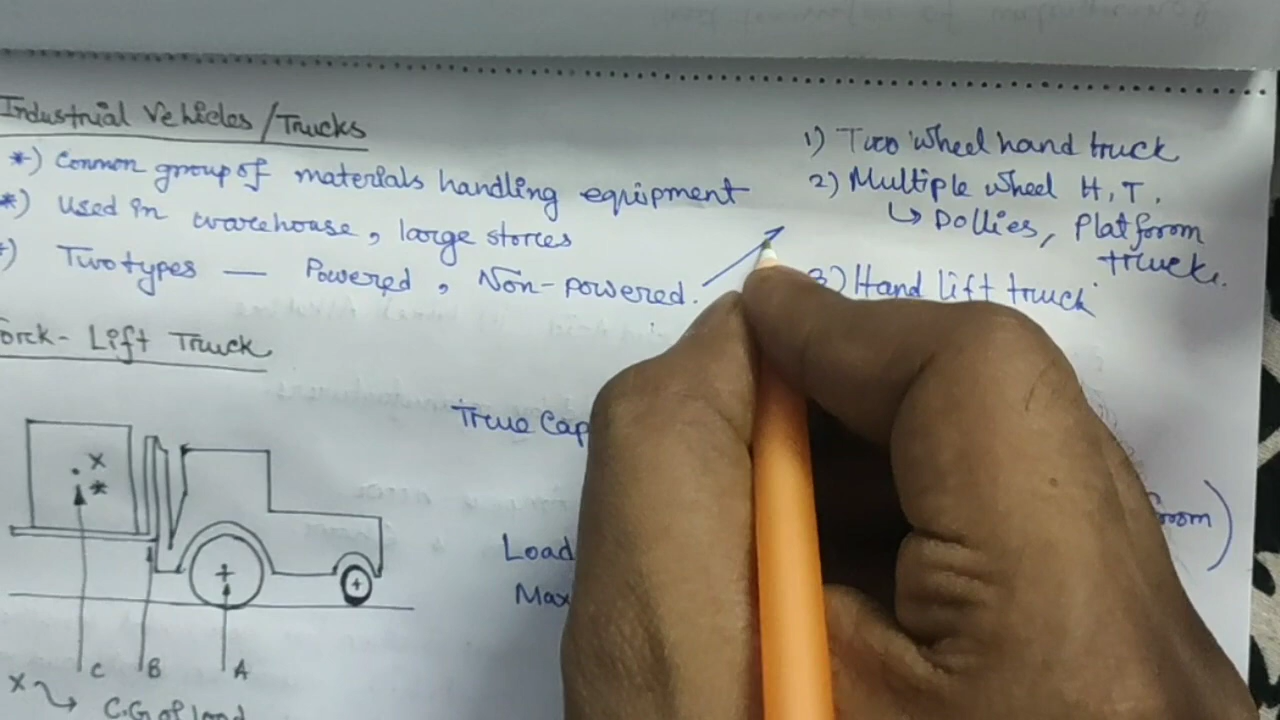 Industrial Vehicles/Trucks
*) Common group of materials handling equipment
*) used in warehouse, large stores
*) Two types — Powered, Non-powered.
1) Two wheel hand truck
2) Multiple wheel H.T.
↳ Dollies, Platform
truck.
3) Hand lift truck
Fork-Lift Truck
True Cap
Load
Max
x
*
C B A
x → C.G of load